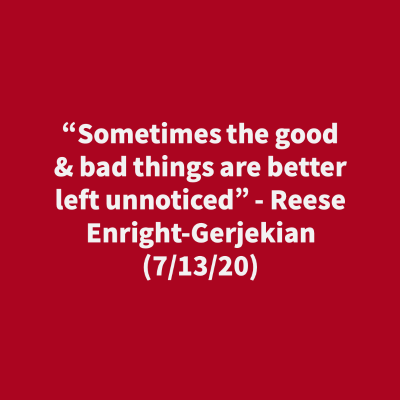 “Sometimes the good
& bad things are better
left unnoticed” - Reese
Enright-Gerjekian
(7/13/20)